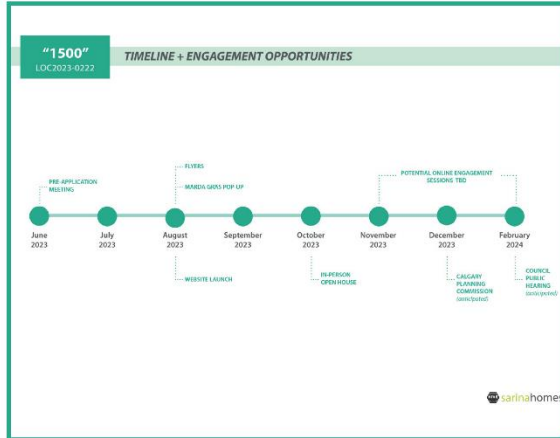 "1500"
LOC2023-0222
TIMELINE + ENGAGEMENT OPPORTUNITIES
PRE-APPLICATION
MEETING
FLYERS
MARDA GRAS POP UP
POTENTIAL ONLINE ENGAGEMENT
SESSIONS TBD
June
2023
July
2023
August
2023
September
2023
October
2023
November
2023
December
2023
February
2024
WEBSITE LAUNCH
IN-PERSON
OPEN HOUSE
CALGARY
PLANNING
COMMISSION
(anticipated)
COUNCIL
PUBLIC
HEARING
(anticipated)
sarinahomes